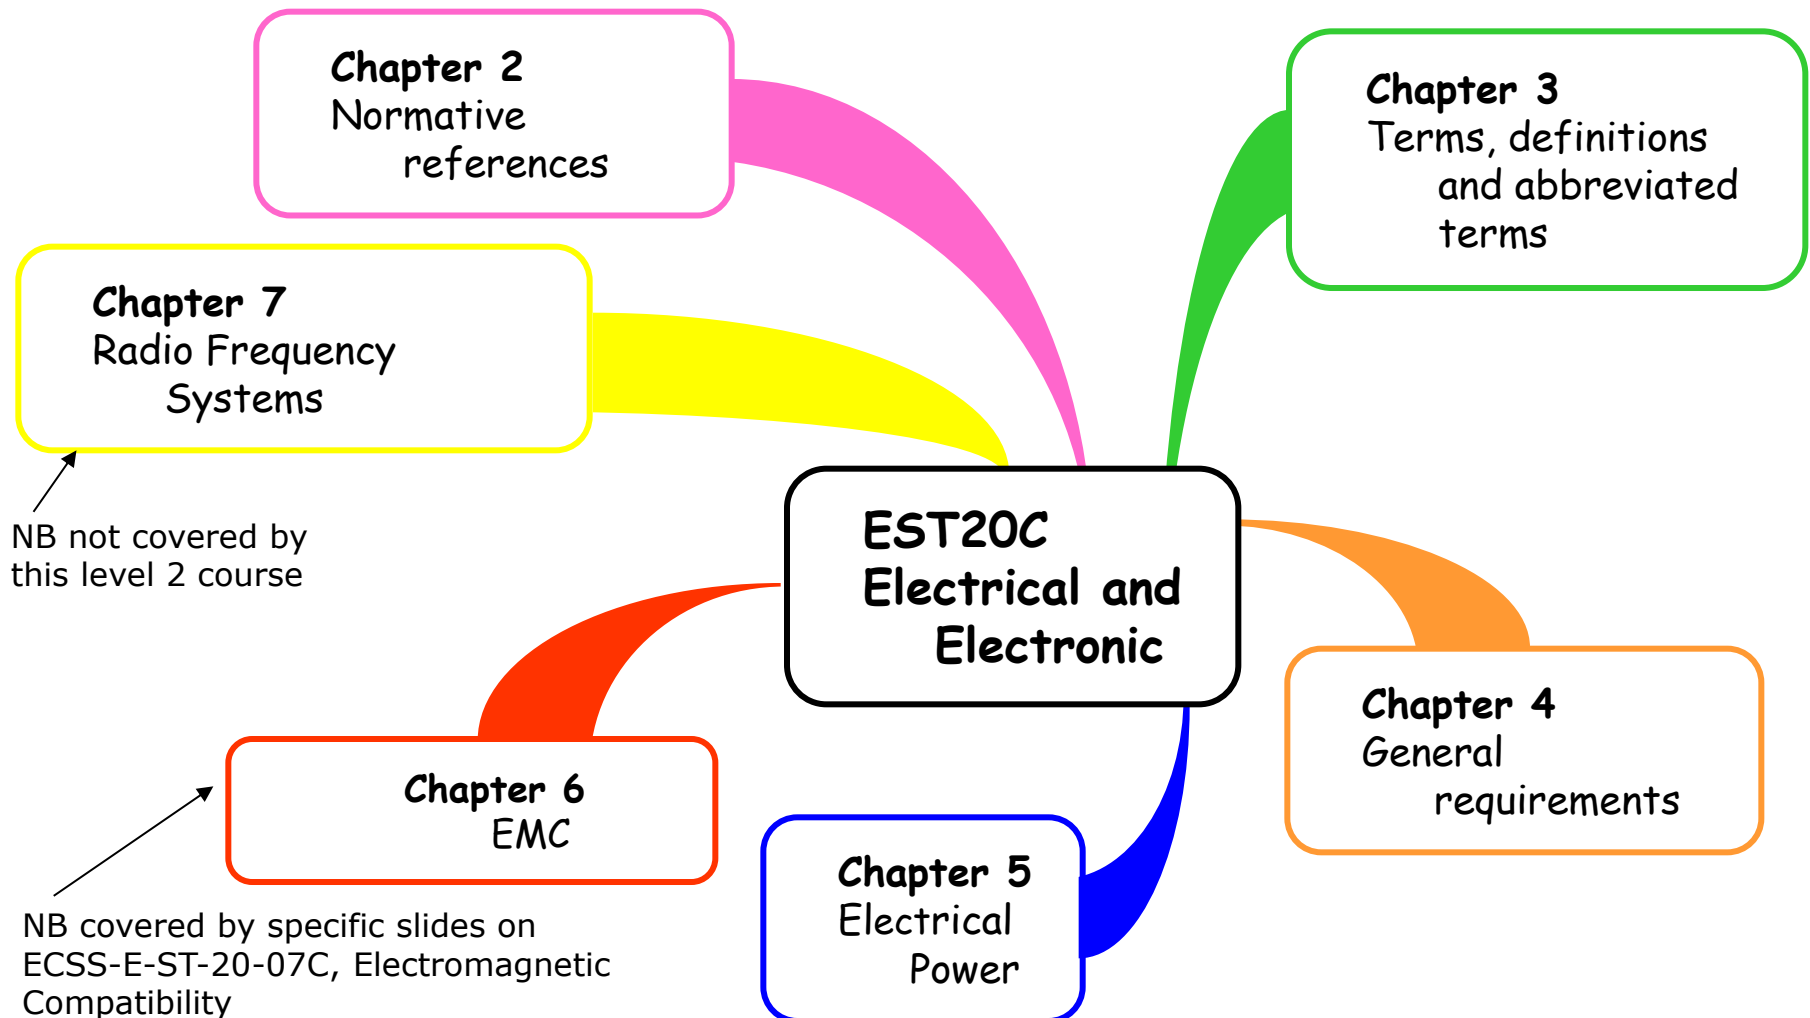 Chapter 2
Normative
references
Chapter 3
Terms, definitions
and abbreviated
terms
Chapter 7
Radio Frequency
Systems
NB not covered by
this level 2 course
EST20C
Electrical and
Electronic
Chapter 4
General
requirements
Chapter 6
EMC
Chapter 5
Electrical
Power
NB covered by specific slides on
ECSS-E-ST-20-07C, Electromagnetic
Compatibility